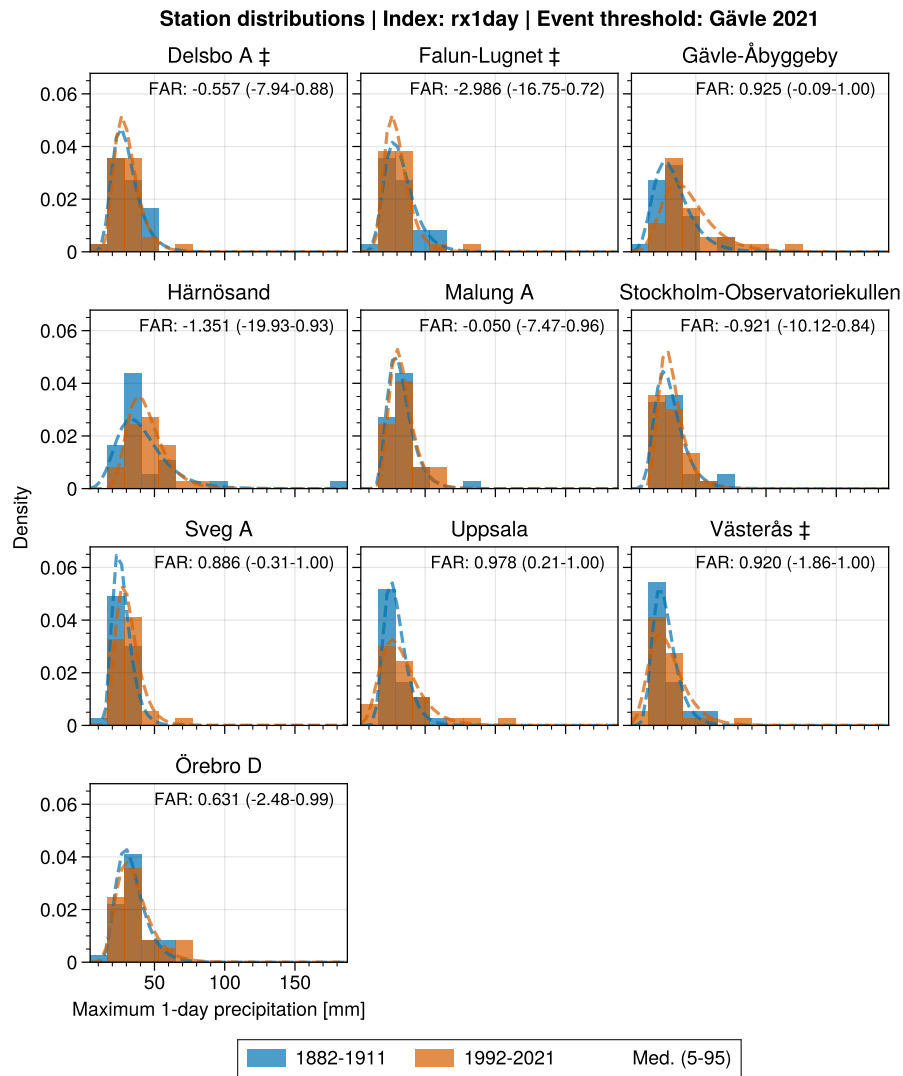 Station distributions | Index: rx1day | Event threshold: Gävle 2021
Delsbo A ‡
Falun-Lugnet ‡
Gävle-Åbyggeby
FAR: -0.557 (-7.94-0.88)
FAR: -2.986 (-16.75-0.72)
FAR: 0.925 (-0.09-1.00)
0.06
0.04
0.02
0
Härnösand
Malung A
Stockholm-Observatoriekullen
FAR: -1.351 (-19.93-0.93)
FAR: -0.050 (-7.47-0.96)
FAR: -0.921 (-10.12-0.84)
0.06
0.04
0.02
0
Density
Sveg A
Uppsala
Västerås ‡
FAR: 0.886 (-0.31-1.00)
FAR: 0.978 (0.21-1.00)
FAR: 0.920 (-1.86-1.00)
0.06
0.04
0.02
0
Örebro D
FAR: 0.631 (-2.48-0.99)
0.06
0.04
0.02
0
50 100 150
Maximum 1-day precipitation [mm]
1882-1911 1992-2021 Med. (5-95)